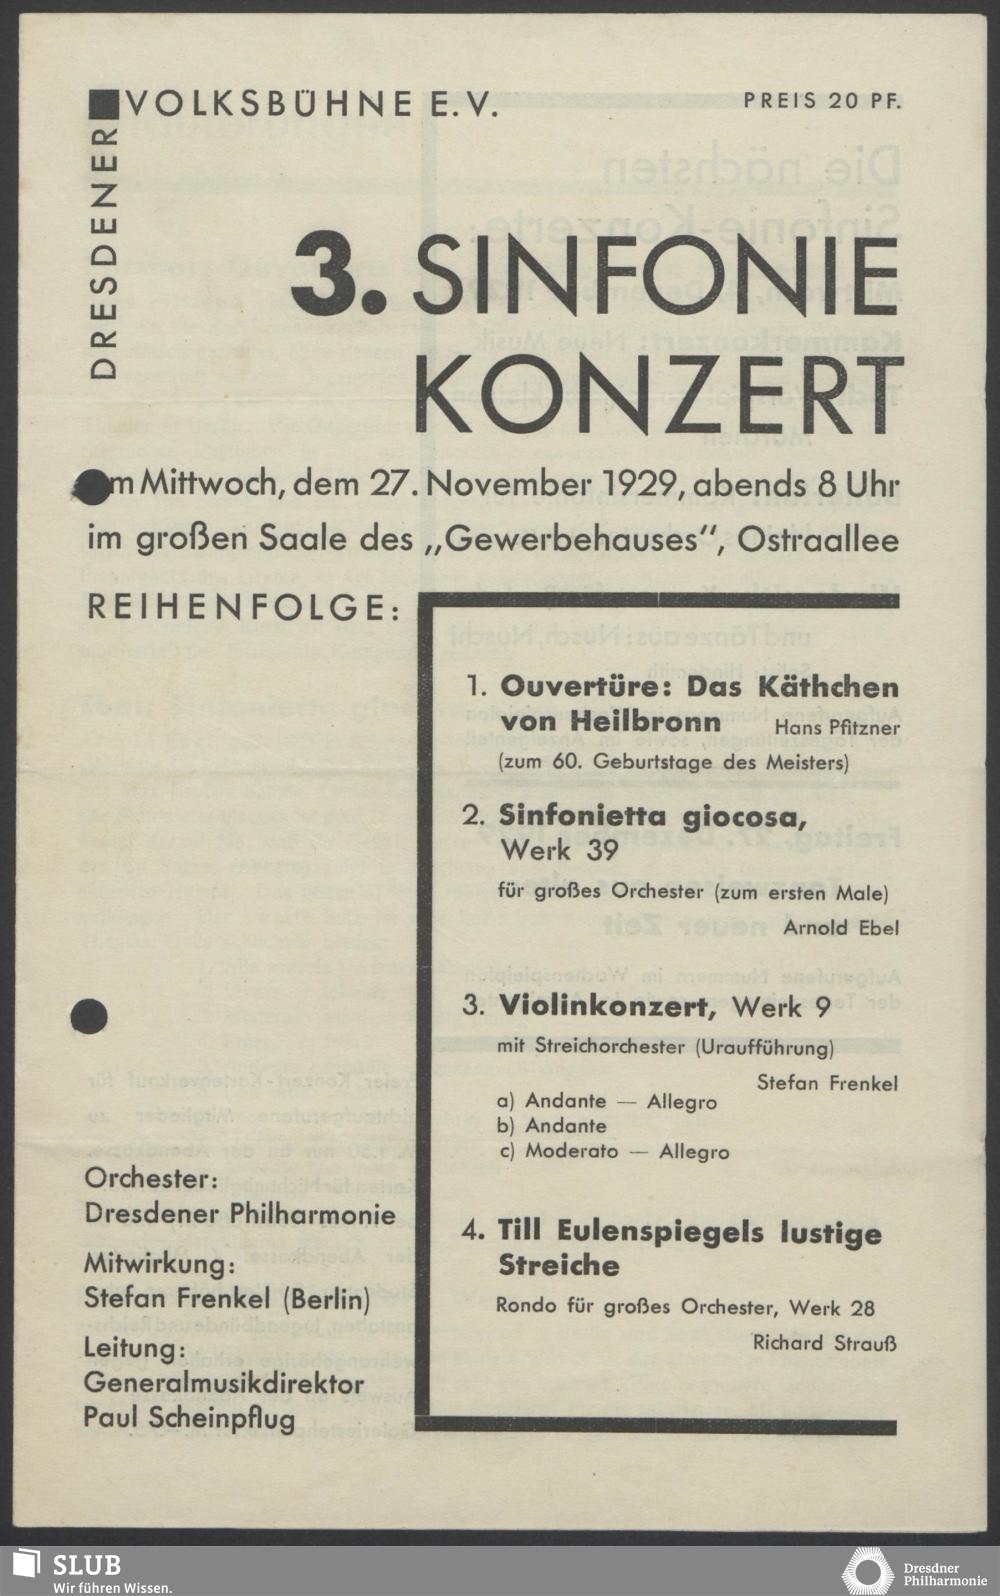 DRESDENER
VOLKSBÜHNE E. V.
PREIS 20 PF.
3. SINFONIE
KONZERT
m Mittwoch, dem 27. November 1929, abends 8 Uhr
im großen Saale des „Gewerbehauses“, Ostraallee
REIHENFOLGE:
1. Ouvertüre: Das Käthchen
von Heilbronn Hans Pfitzner
(zum 60. Geburtstage des Meisters)
2. Sinfonietta giocosa,
Werk 39
für großes Orchester (zum ersten Male)
Arnold Ebel
3. Violinkonzert, Werk 9
mit Streichorchester (Uraufführung)
Stefan Frenkel
a) Andante — Allegro
b) Andante
c) Moderato — Allegro
4. Till Eulenspiegels lustige
Streiche
Rondo für großes Orchester, Werk 28
Richard Strauß
Orchester:
Dresdener Philharmonie
Mitwirkung:
Stefan Frenkel (Berlin)
Leitung:
Generalmusikdirektor
Paul Scheinpflug
SLUB
Wir führen Wissen.
Dresdner
Philharmonie